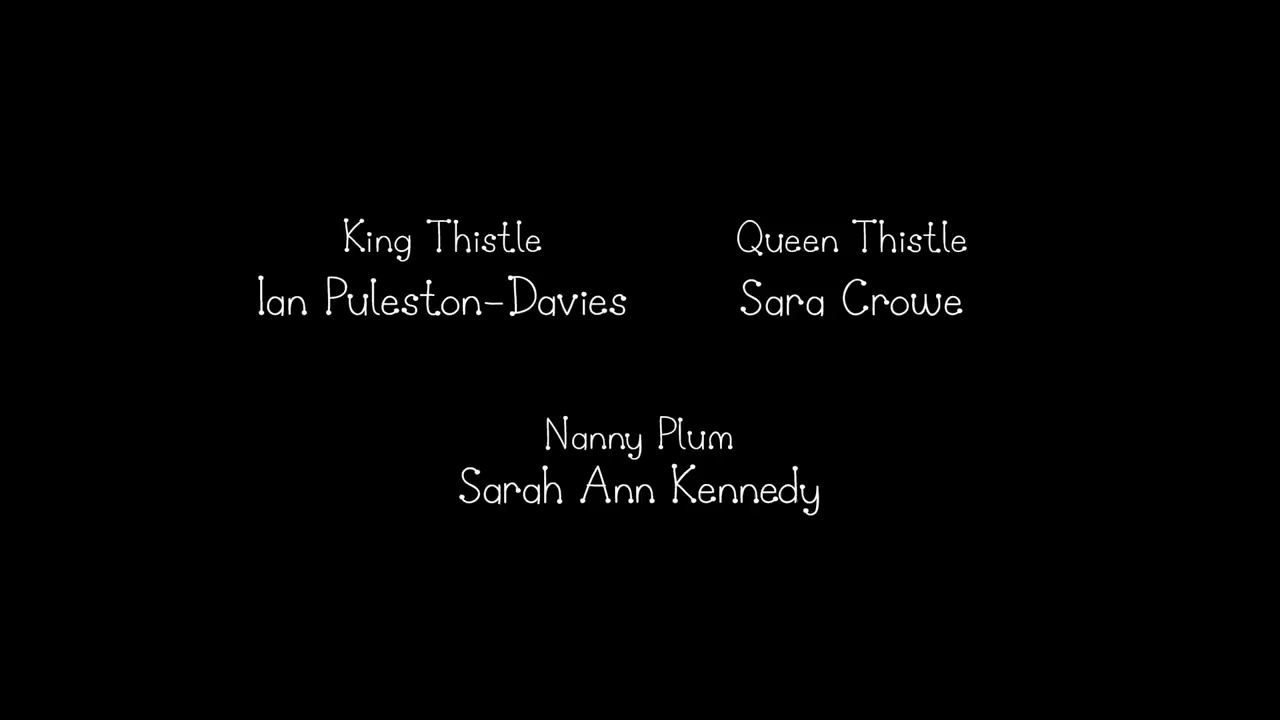 King Thistle
Ian Puleston-Davies
Queen Thistle
Sara Crowe
Nanny Plum
Sarah Ann Kennedy